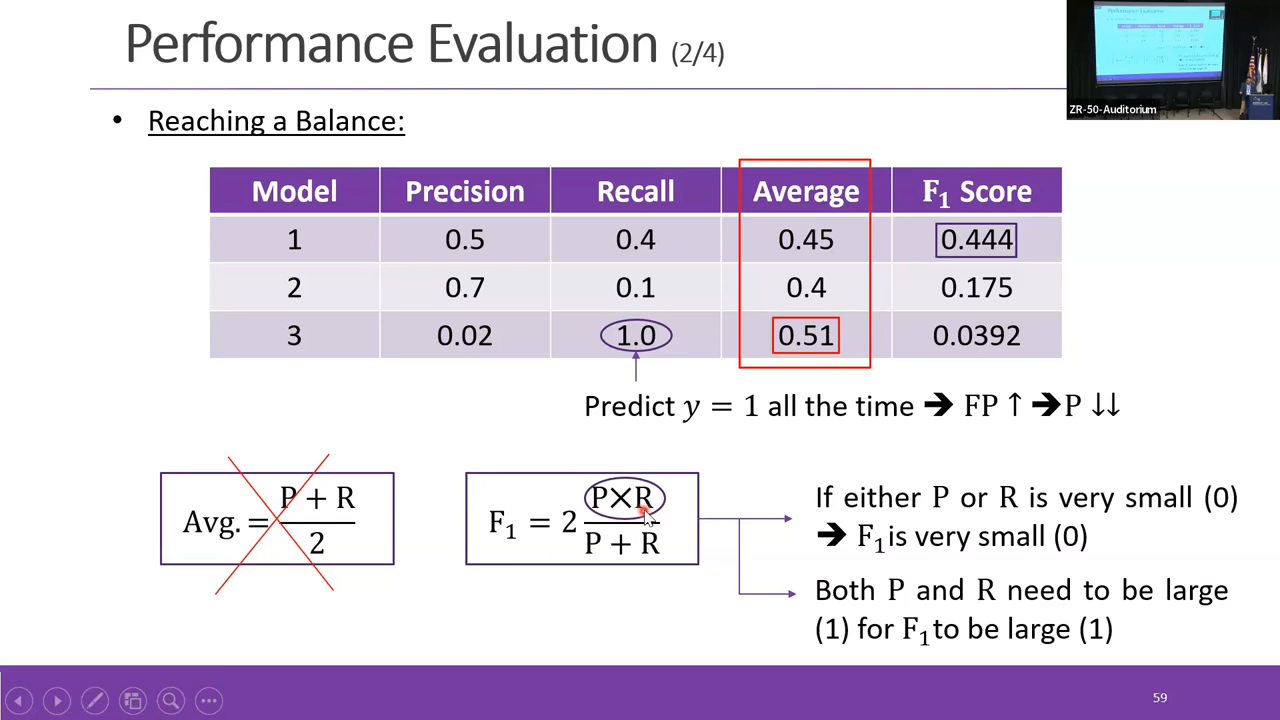 Performance Evaluation (2/4)
ZR-50-Auditorium
• Reaching a Balance:
Model Precision Recall Average F₁ Score
1 0.5 0.4 0.45 0.444
2 0.7 0.1 0.4 0.175
3 0.02 1.0 0.51 0.0392
Predict y = 1 all the time ➔ FP ↑ ➔ P ↓↓
Avg. = (P + R) / 2
F₁ = 2 (P×R) / (P + R)
If either P or R is very small (0)
➔ F₁ is very small (0)
Both P and R need to be large
(1) for F₁ to be large (1)
59